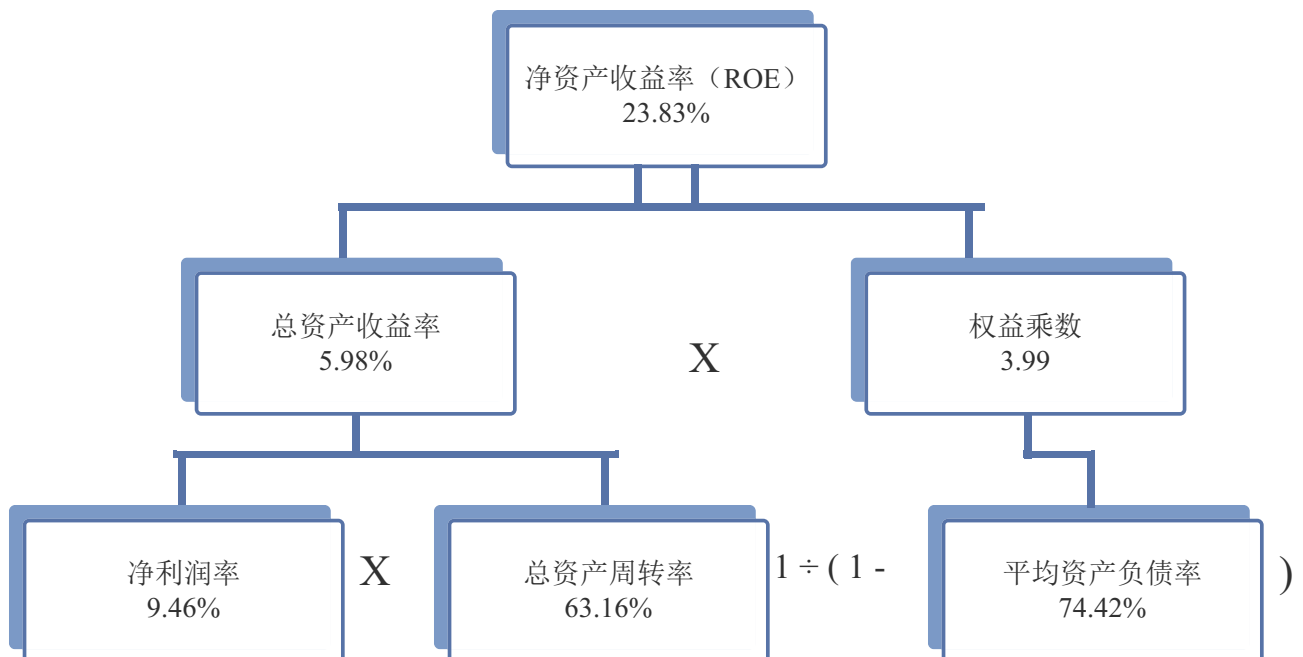 净资产收益率（ROE）
23.83%
总资产收益率
5.98%
X
权益乘数
3.99
净利润率
9.46%
X
总资产周转率
63.16%
1 ÷ ( 1 -
平均资产负债率
74.42%
)